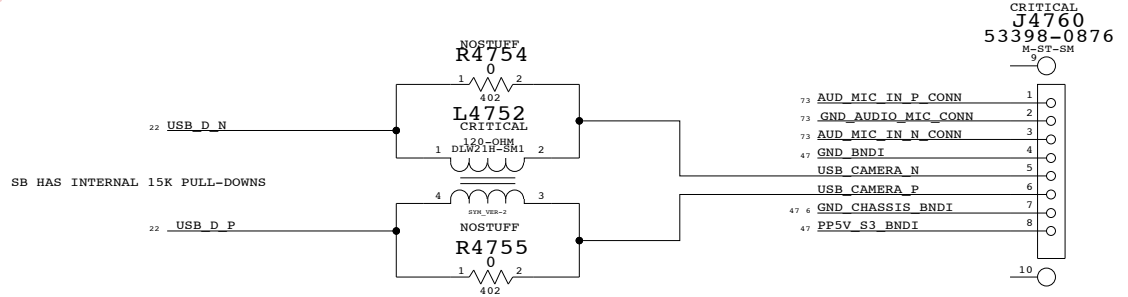 CRITICAL
J4760
53398-0876
M-ST-SM
9
NOSTUFF
R4754
0
1 2
402
L4752
CRITICAL
120-OHM
DLW21H-SM1
1 2
22 USB_D_N
SB HAS INTERNAL 15K PULL-DOWNS
4 3
SYM_VER-2
22 USB_D_P
NOSTUFF
R4755
0
1 2
402
73 AUD_MIC_IN_P_CONN 1
73 GND_AUDIO_MIC_CONN 2
73 AUD_MIC_IN_N_CONN 3
47 GND_BNDI 4
USB_CAMERA_N 5
USB_CAMERA_P 6
47 6 GND_CHASSIS_BNDI 7
47 PP5V_S3_BNDI 8
10